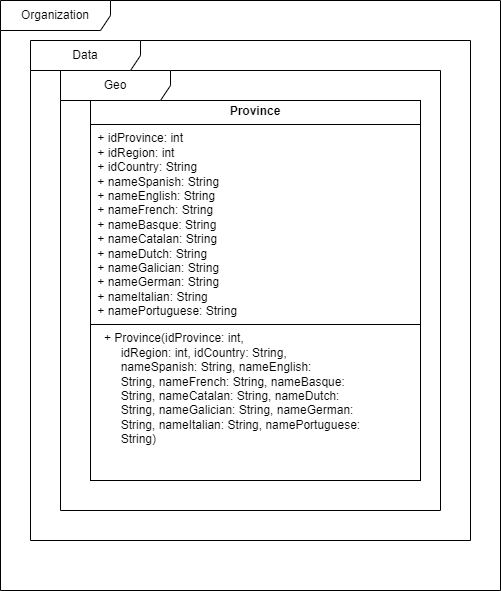 Organization
Data
Geo
Province
+ idProvince: int
+ idRegion: int
+ idCountry: String
+ nameSpanish: String
+ nameEnglish: String
+ nameFrench: String
+ nameBasque: String
+ nameCatalan: String
+ nameDutch: String
+ nameGalician: String
+ nameGerman: String
+ nameItalian: String
+ namePortuguese: String
+ Province(idProvince: int,
idRegion: int, idCountry: String,
nameSpanish: String, nameEnglish:
String, nameFrench: String, nameBasque:
String, nameCatalan: String, nameDutch:
String, nameGalician: String, nameGerman:
String, nameItalian: String, namePortuguese:
String)